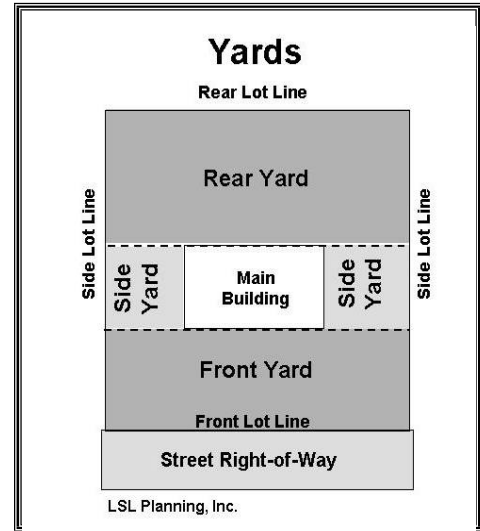 Yards
Rear Lot Line
Rear Yard
Side Lot Line
Side
Yard
Main
Building
Side
Yard
Side Lot Line
Front Yard
Front Lot Line
Street Right-of-Way
LSL Planning, Inc.